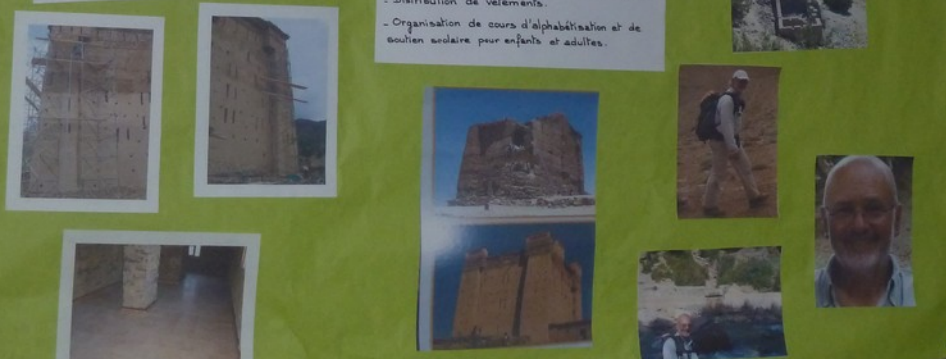 - Distribution de vêtements.
- Organisation de cours d'alphabétisation et de
soutien scolaire pour enfants et adultes.